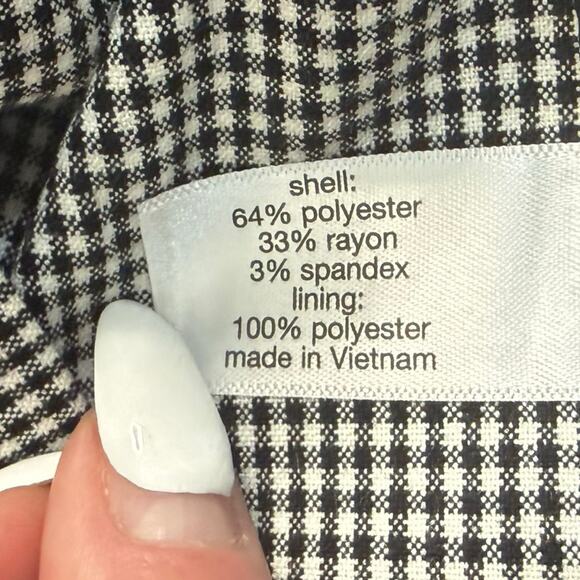 shell:
64% polyester
33% rayon
3% spandex
lining:
100% polyester
made in Vietnam